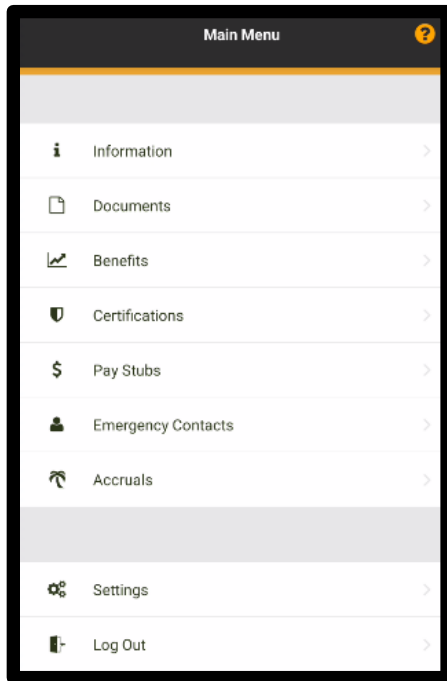 Main Menu
?
Information
Documents
Benefits
Certifications
$ Pay Stubs
Emergency Contacts
Accruals
Settings
Log Out